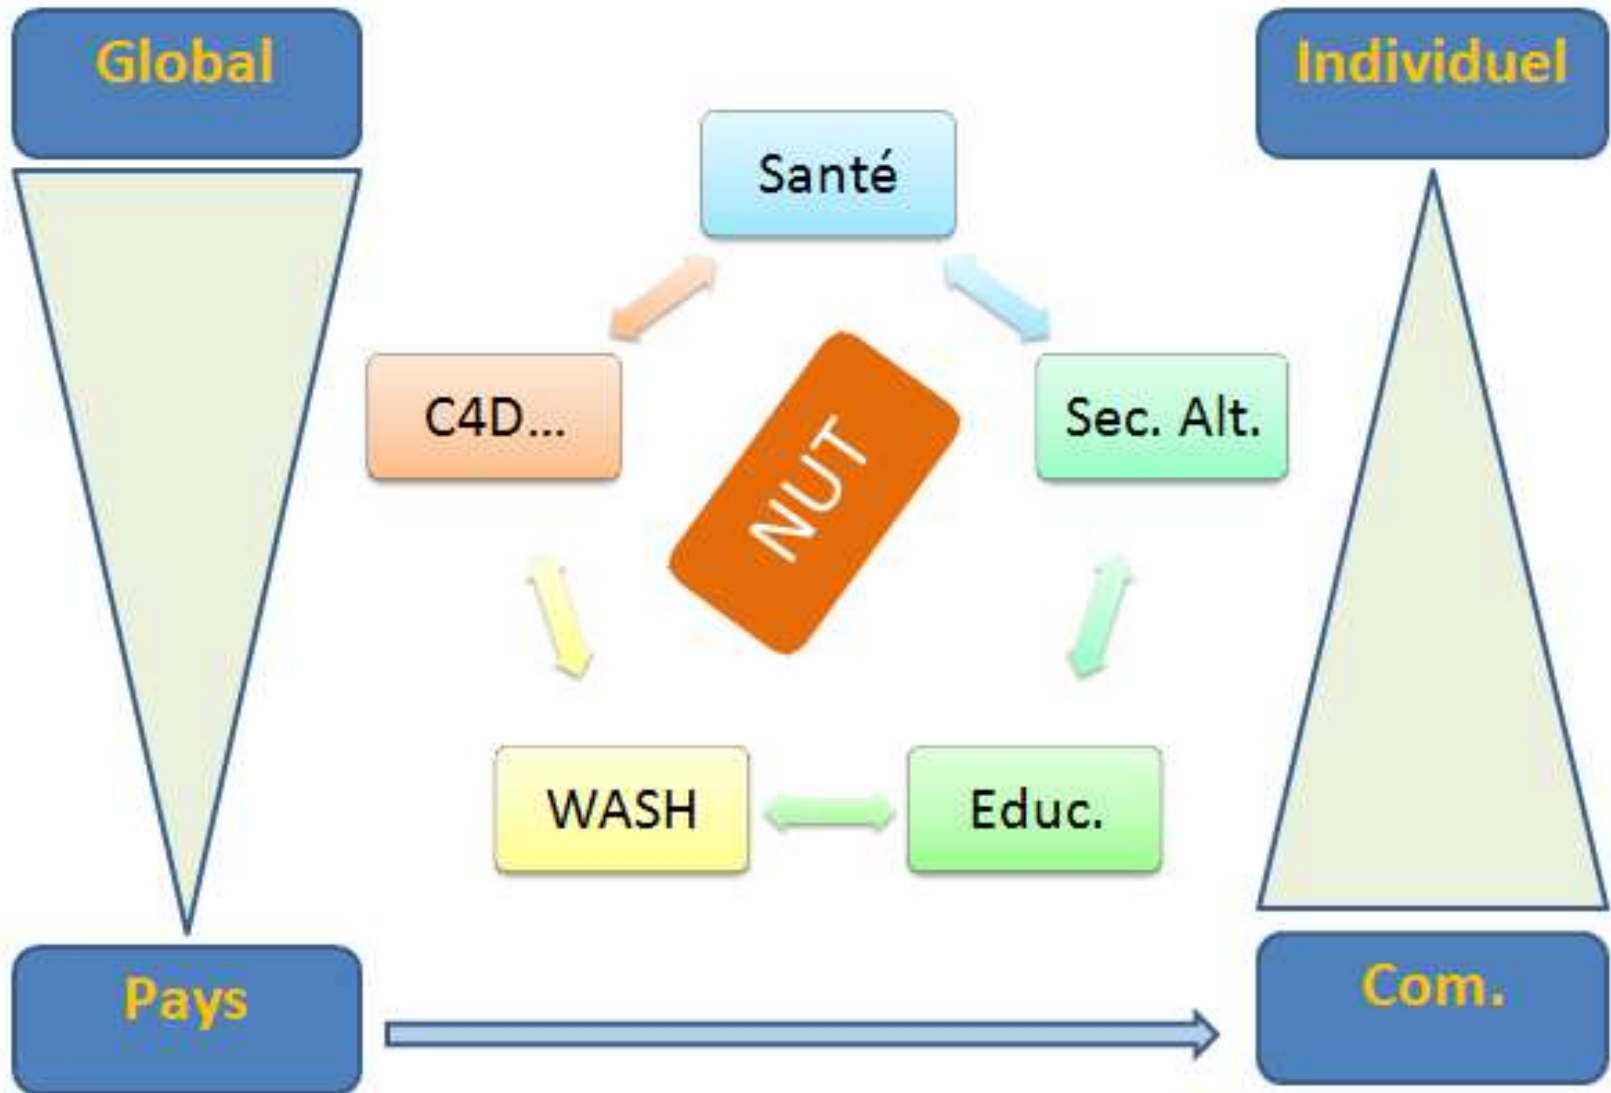 Global
Individuel
Santé
C4D...
Sec. Alt.
NUT
WASH
Educ.
Pays
Com.